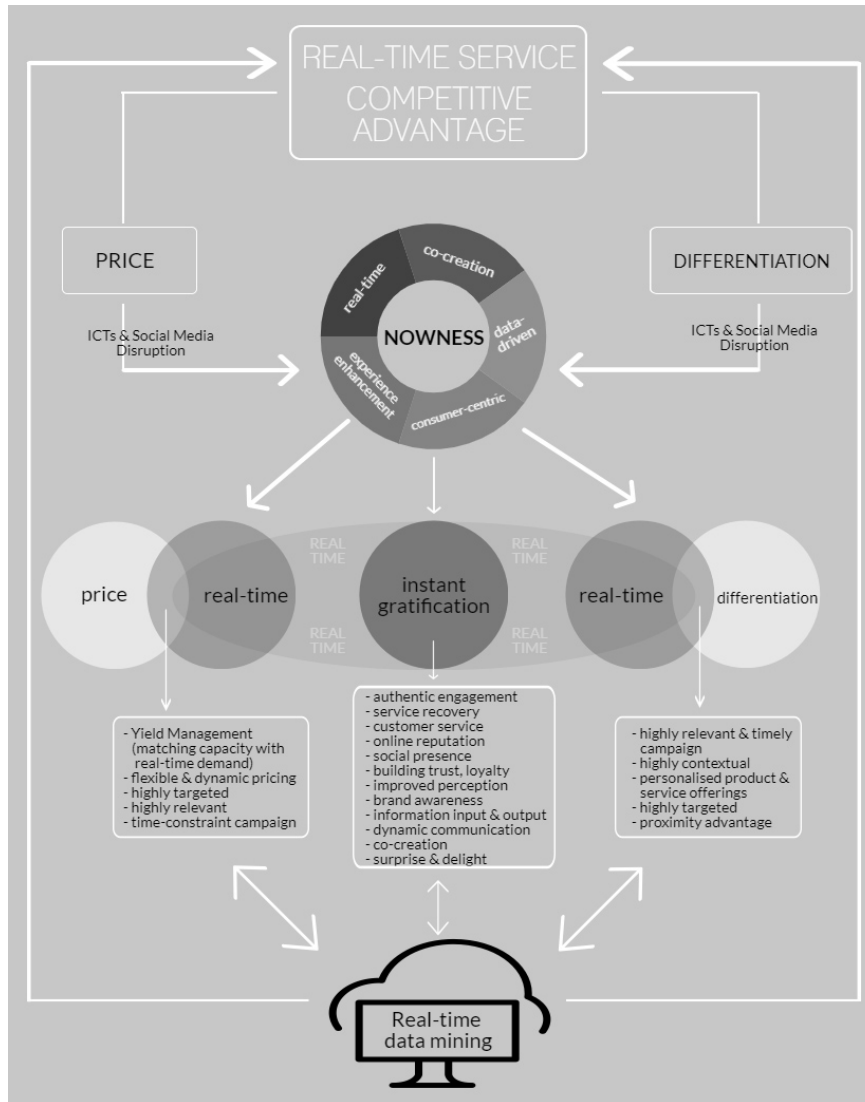 REAL-TIME SERVICE
COMPETITIVE
ADVANTAGE
PRICE
DIFFERENTIATION
ICTs & Social Media
Disruption
ICTs & Social Media
Disruption
real-time
co-creation
data-
driven
consumer-centric
experience
enhancement
NOWNESS
REAL
TIME
REAL
TIME
price
real-time
instant
gratification
real-time
differentiation
REAL
TIME
REAL
TIME
- Yield Management
(matching capacity with
real-time demand)
- flexible & dynamic pricing
- highly targeted
- highly relevant
- time-constraint campaign
- authentic engagement
- service recovery
- customer service
- online reputation
- social presence
- building trust, loyalty
- improved perception
- brand awareness
- information input & output
- dynamic communication
- co-creation
- surprise & delight
- highly relevant & timely
campaign
- highly contextual
- personalised product &
service offerings
- highly targeted
- proximity advantage
Real-time
data mining